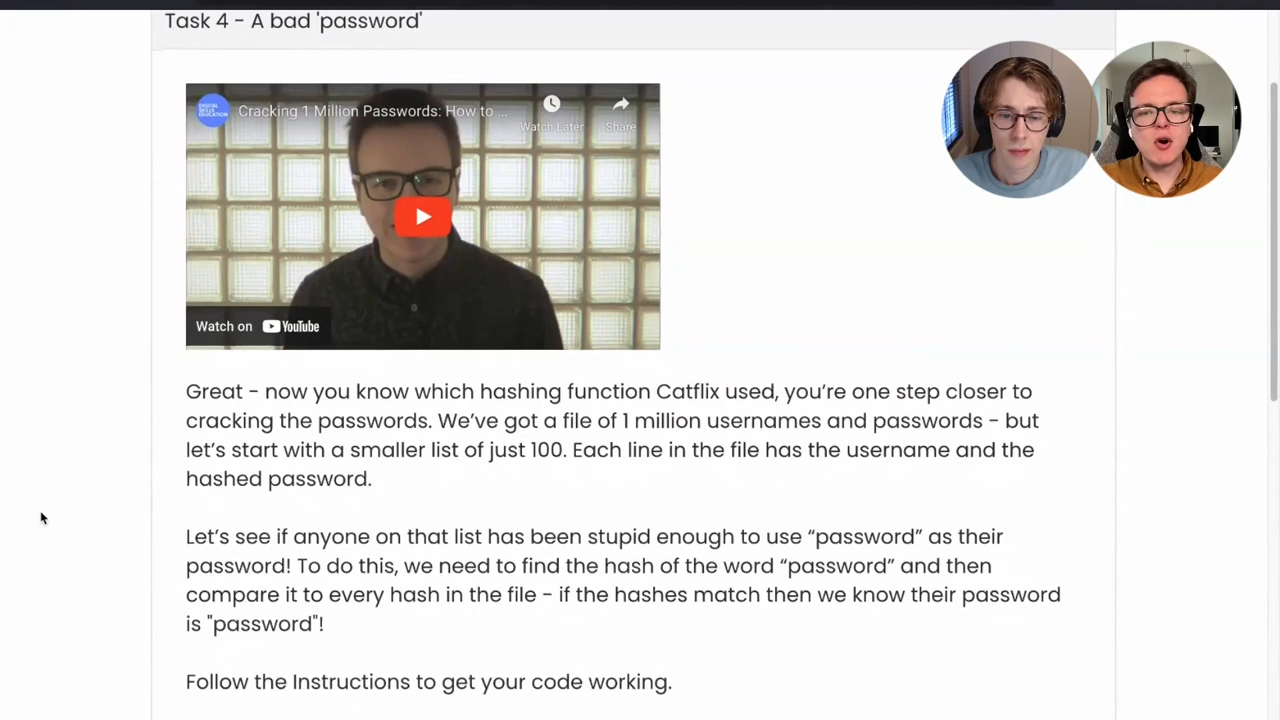 Task 4 - A bad 'password'
DIGITAL SKILLS EDUCATION
Cracking 1 Million Passwords: How to ...
Watch Later
Share
Watch on YouTube
Great - now you know which hashing function Catflix used, you're one step closer to
cracking the passwords. We've got a file of 1 million usernames and passwords - but
let's start with a smaller list of just 100. Each line in the file has the username and the
hashed password.
Let's see if anyone on that list has been stupid enough to use “password” as their
password! To do this, we need to find the hash of the word “password” and then
compare it to every hash in the file - if the hashes match then we know their password
is "password"!
Follow the Instructions to get your code working.